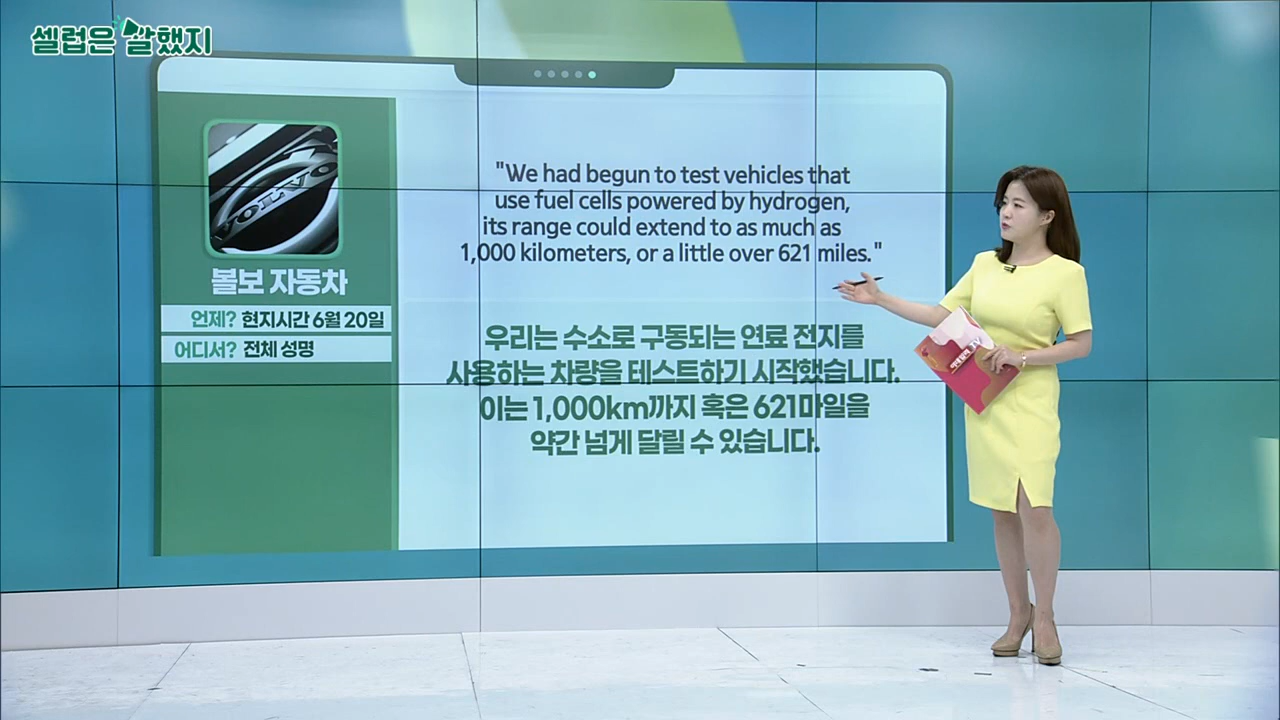 셀럽은 말했지
VOLVO
볼보 자동차
언제? 현지시간 6월 20일
어디서? 전체 성명
"We had begun to test vehicles that
use fuel cells powered by hydrogen,
its range could extend to as much as
1,000 kilometers, or a little over 621 miles."
우리는 수소로 구동되는 연료 전지를
사용하는 차량을 테스트하기 시작했습니다.
이는 1,000km까지 혹은 621마일을
약간 넘게 달릴 수 있습니다.